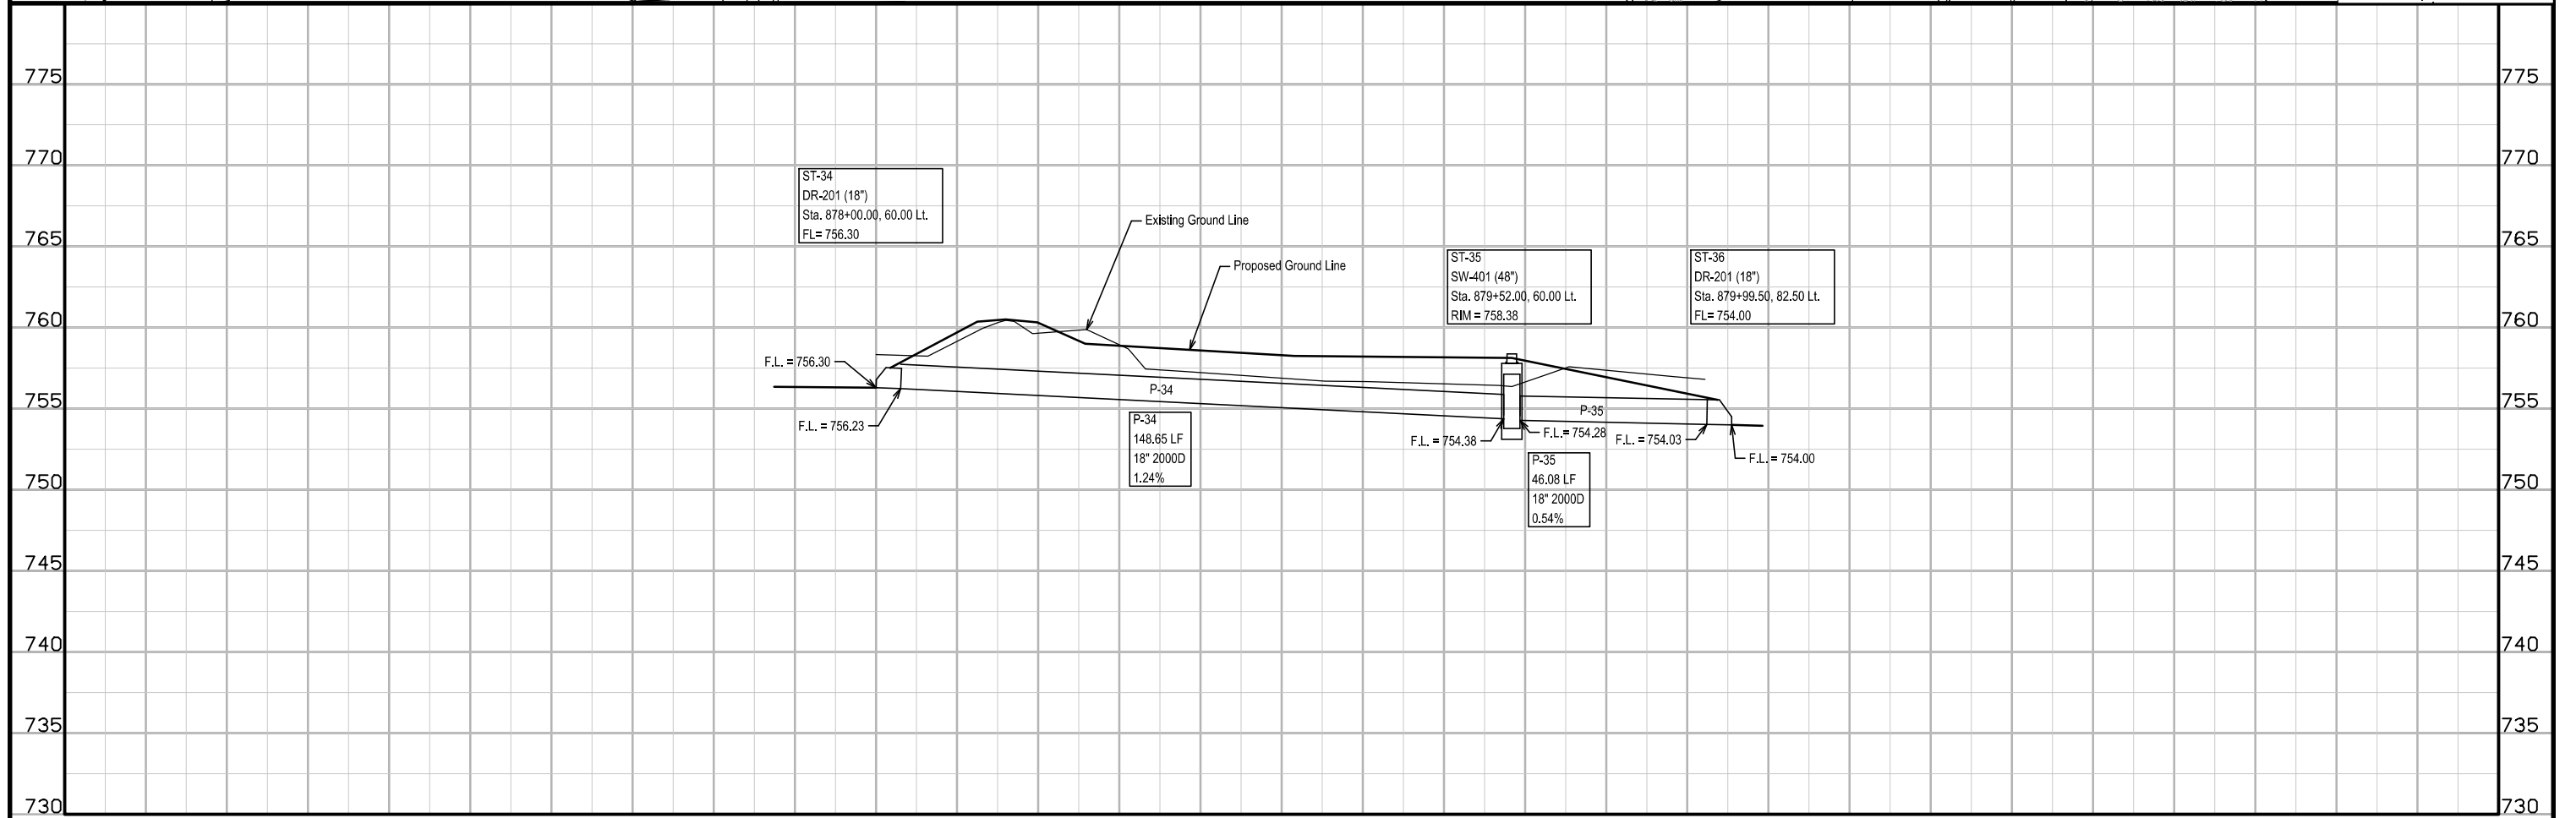 775
775
770
770
ST-34
DR-201 (18")
Sta. 878+00.00, 60.00 Lt.
FL= 756.30
Existing Ground Line
765
765
Proposed Ground Line
ST-35
SW-401 (48")
Sta. 879+52.00, 60.00 Lt.
RIM = 758.38
ST-36
DR-201 (18")
Sta. 879+99.50, 82.50 Lt.
FL= 754.00
760
760
F.L. = 756.30
P-34
755
755
P-35
F.L. = 756.23
P-34
148.65 LF
18" 2000D
1.24%
F.L. = 754.38
F.L.= 754.28
F.L. = 754.03
F.L. = 754.00
P-35
46.08 LF
18" 2000D
0.54%
750
750
745
745
740
740
735
735
730
730